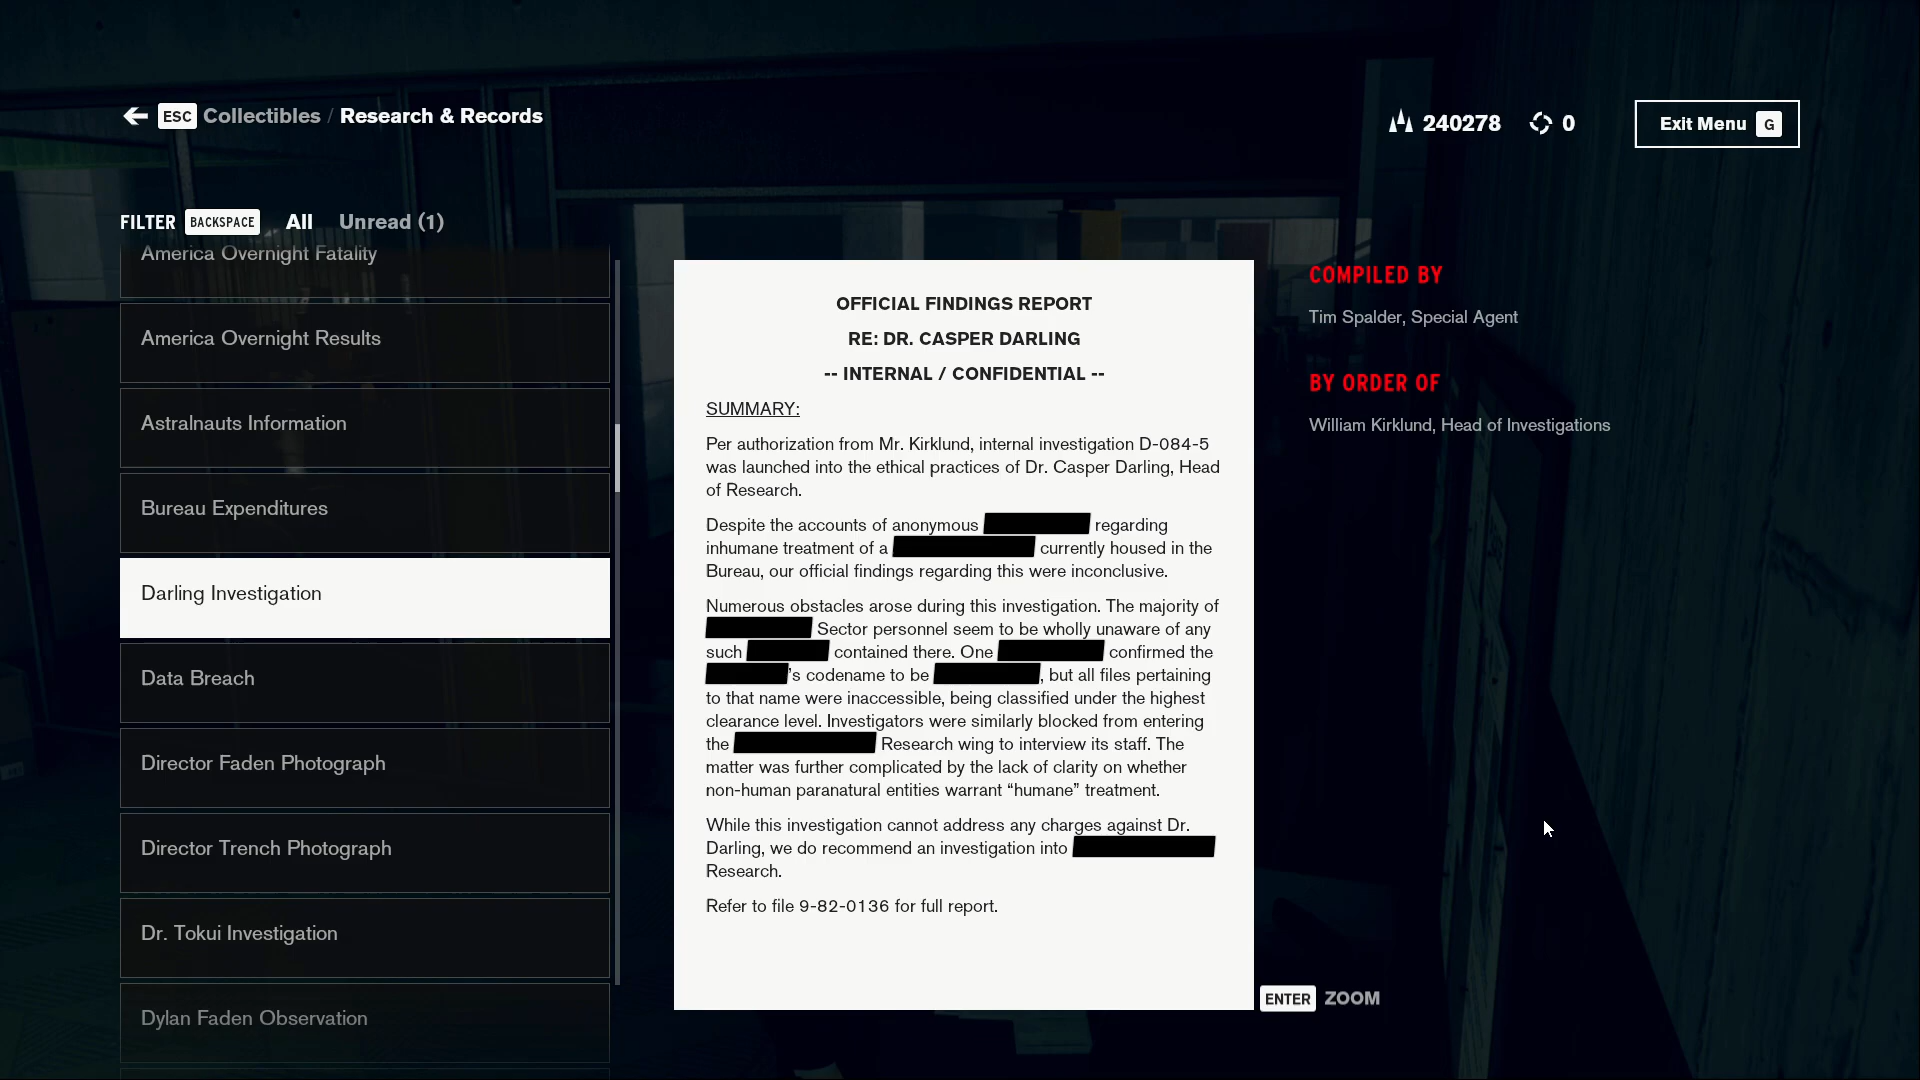 ESC Collectibles / Research & Records
240278 0
Exit Menu G
FILTER BACKSPACE All Unread (1)
America Overnight Fatality
America Overnight Results
Astralnauts Information
Bureau Expenditures
Darling Investigation
Data Breach
Director Faden Photograph
Director Trench Photograph
Dr. Tokui Investigation
Dylan Faden Observation
OFFICIAL FINDINGS REPORT
RE: DR. CASPER DARLING
-- INTERNAL / CONFIDENTIAL --
SUMMARY:
Per authorization from Mr. Kirklund, internal investigation D-084-5
was launched into the ethical practices of Dr. Casper Darling, Head
of Research.
Despite the accounts of anonymous regarding
inhumane treatment of a currently housed in the
Bureau, our official findings regarding this were inconclusive.
Numerous obstacles arose during this investigation. The majority of
Sector personnel seem to be wholly unaware of any
such contained there. One confirmed the
's codename to be , but all files pertaining
to that name were inaccessible, being classified under the highest
clearance level. Investigators were similarly blocked from entering
the Research wing to interview its staff. The
matter was further complicated by the lack of clarity on whether
non-human paranatural entities warrant “humane” treatment.
While this investigation cannot address any charges against Dr.
Darling, we do recommend an investigation into
Research.
Refer to file 9-82-0136 for full report.
COMPILED BY
Tim Spalder, Special Agent
BY ORDER OF
William Kirklund, Head of Investigations
ENTER ZOOM